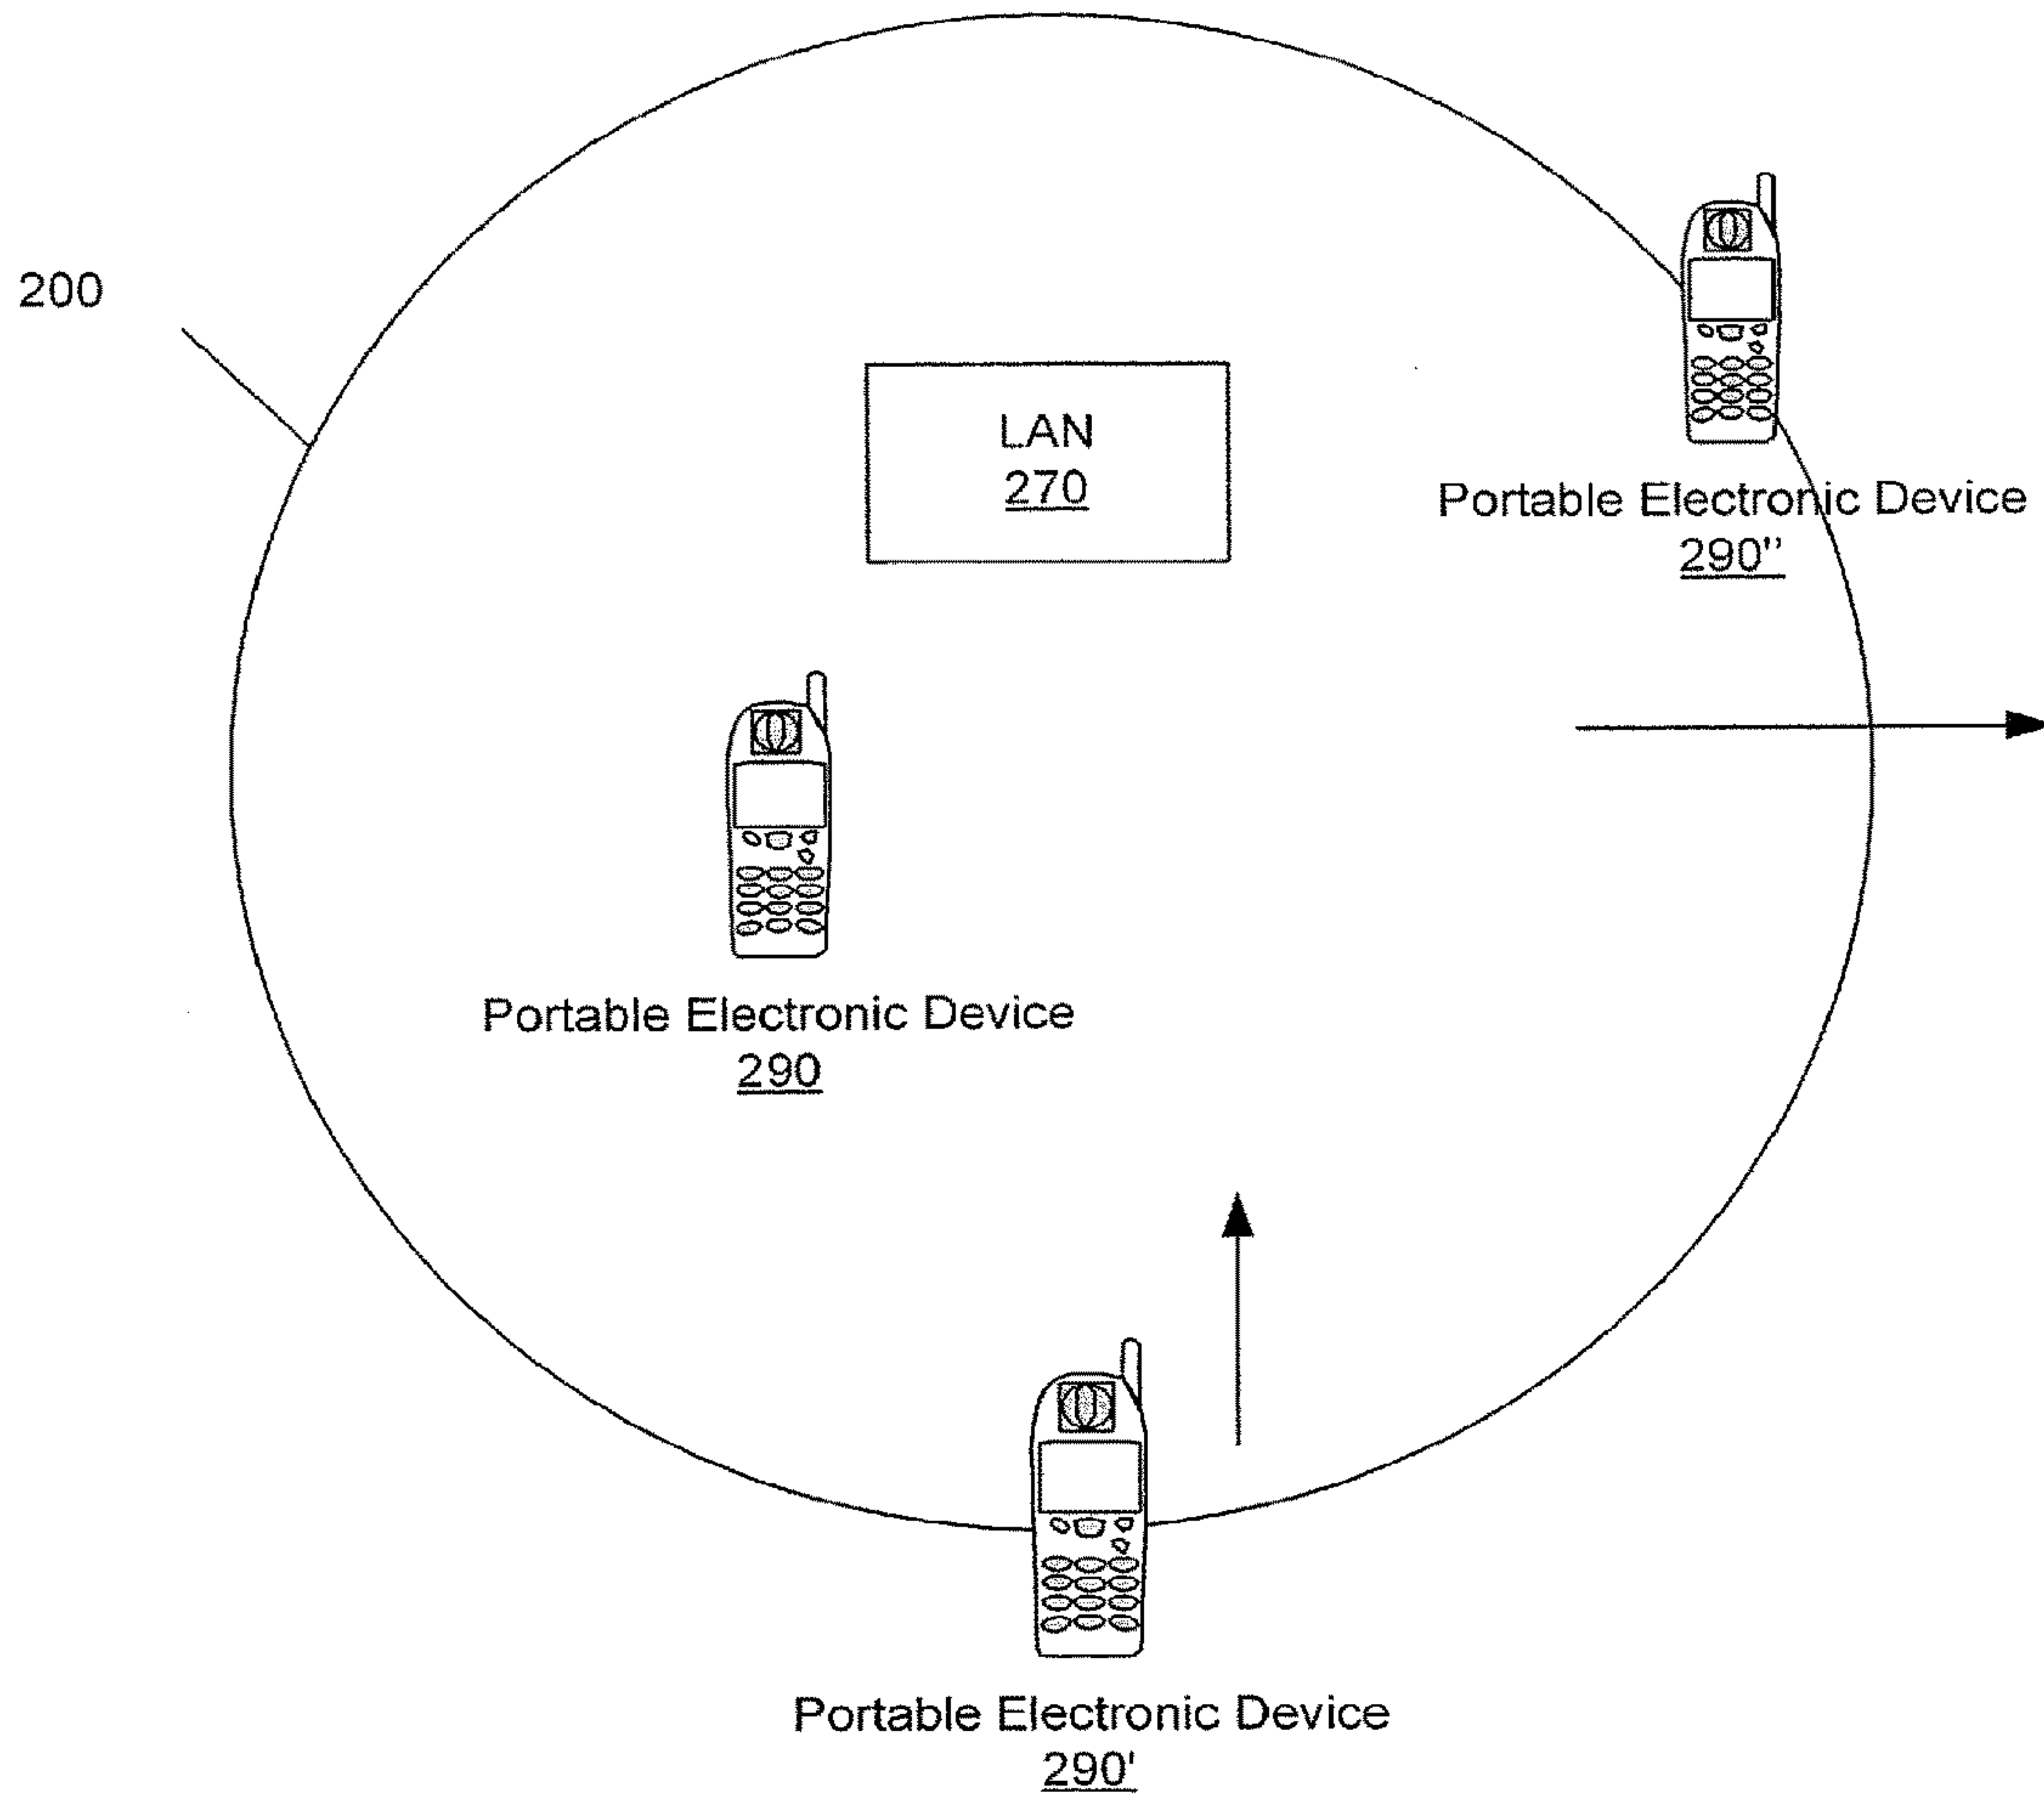 200
LAN
270
Portable Electronic Device
290"
Portable Electronic Device
290
Portable Electronic Device
290'